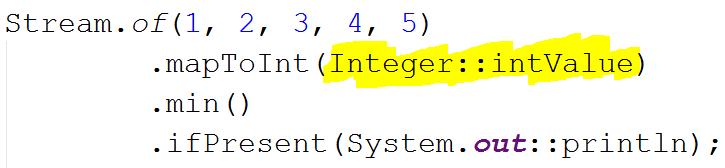 Stream.of(1, 2, 3, 4, 5)
.mapToInt(Integer::intValue)
.min()
.ifPresent(System.out::println);